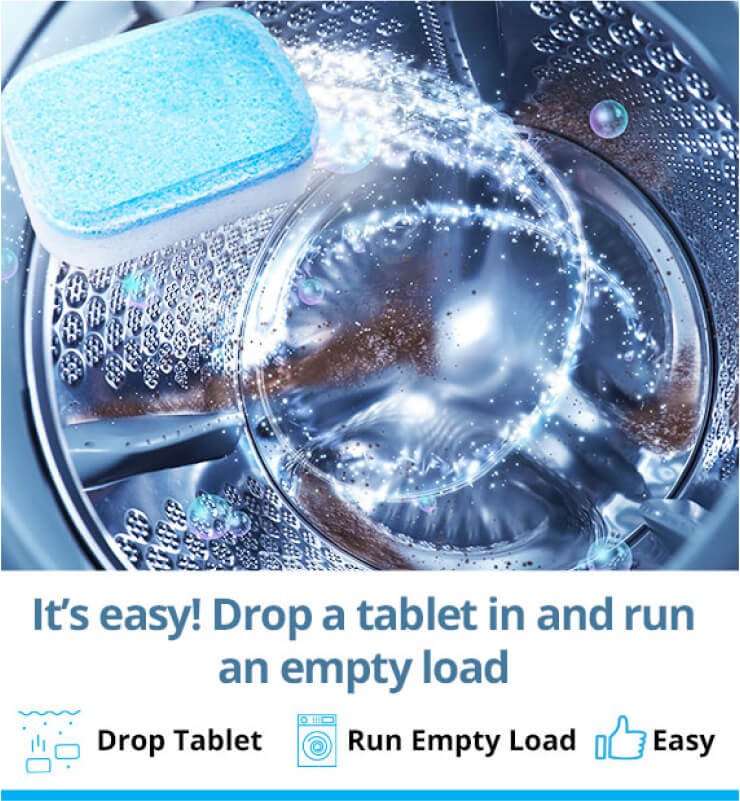 It's easy! Drop a tablet in and run
an empty load
Drop Tablet
Run Empty Load
Easy